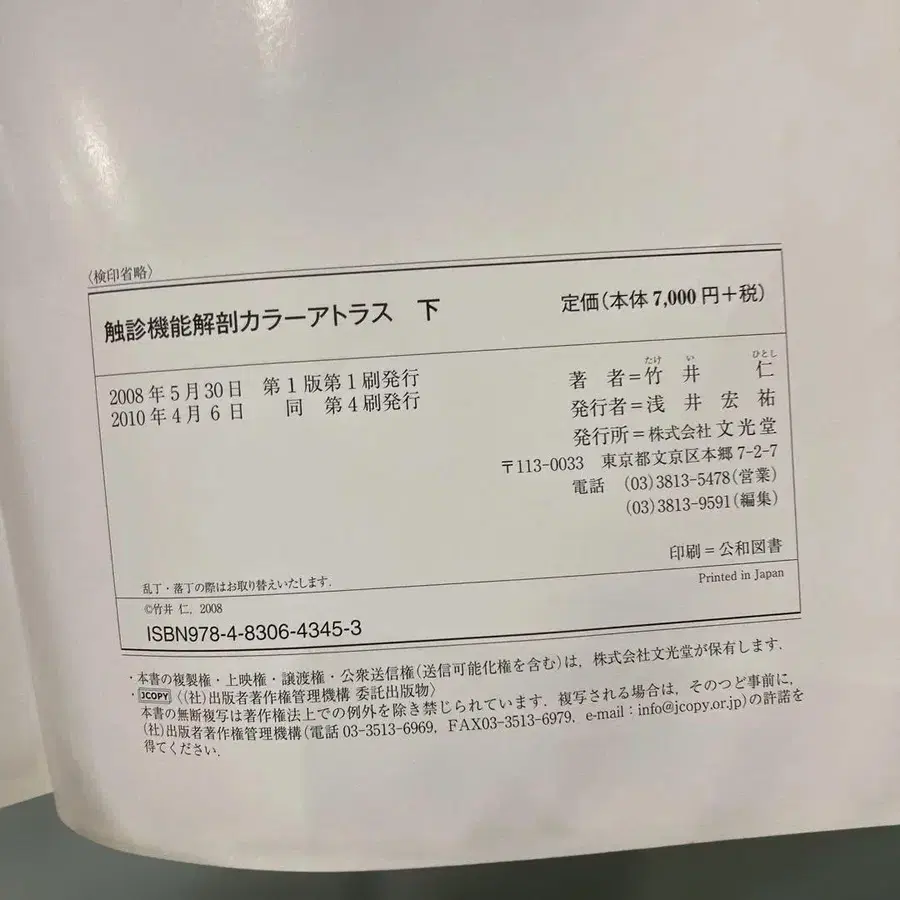 〈検印省略〉
触診機能解剖カラーアトラス 下
定価(本体 7,000 円+税)
2008 年 5 月 30 日 第 1 版第 1 刷発行
2010 年 4 月 6 日 同 第 4 刷発行
たけ い ひとし
著 者=竹 井 仁
発行者=浅 井 宏 祐
発行所=株式会社 文光堂
〒113-0033 東京都文京区本郷 7-2-7
電話 (03)3813-5478(営業)
(03)3813-9591(編集)
印刷=公和図書
乱丁・落丁の際はお取り替えいたします.
Printed in Japan
©竹井 仁, 2008
ISBN978-4-8306-4345-3
・本書の複製権・上映権・譲渡権・公衆送信権(送信可能化権を含む)は,株式会社文光堂が保有します.
・JCOPY〈(社)出版者著作権管理機構 委託出版物〉
本書の無断複写は著作権法上での例外を除き禁じられています.複写される場合は,そのつど事前に,
(社)出版者著作権管理機構(電話 03-3513-6969, FAX03-3513-6979, e-mail:info@jcopy.or.jp)の許諾を
得てください.